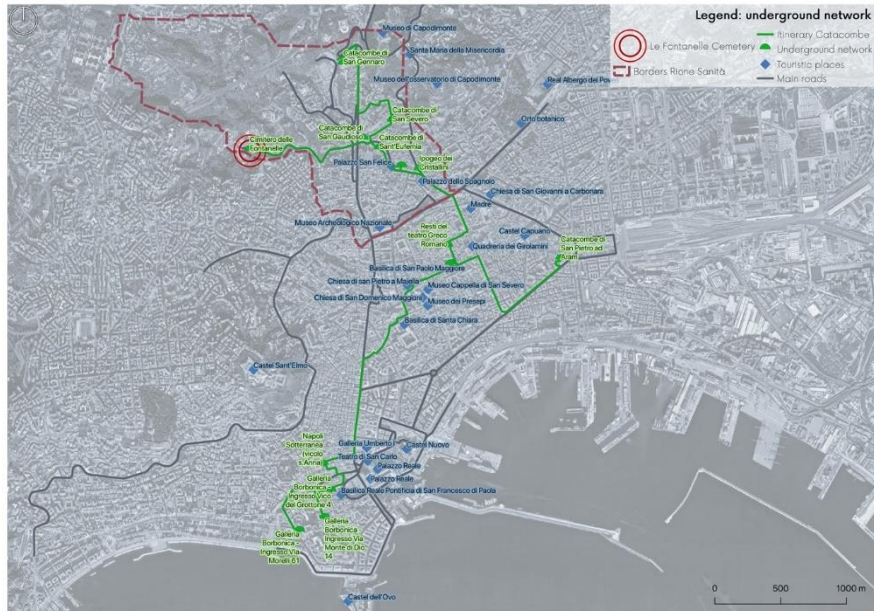 Legend: underground network
Le Fontanelle Cemetery
Borders Rione Sanità
Itinerary Catacombe
Underground network
Touristic places
Main roads
Museo di Capodimonte
Catacombe di
San Gennaro
Santa Maria della Misericordia
Museo dell'osservatorio di Capodimonte
Real Albergo dei Pov
Catacombe di
San Severo
Orto botanico
Catacombe di
San Gaudioso
Catacombe di
Sant'Eufemia
Cimitero delle
Fontanelle
Palazzo San Felice
Ipogeo dei
Cristallini
Palazzo dello Spagnolo
Chiesa di San Giovanni a Carbonara
Madre
Museo Archeologico Nazionale
Resti del
teatro Greco
Romano
Castel Capuano
Quadreria dei Girolamini
Catacombe di
San Pietro ad
Aram
Basilica di San Paolo Maggiore
Chiesa di san Pietro a Maiella
Museo Cappella di San Severo
Chiesa di San Domenico Maggiore
Museo dei Presepi
Basilica di Santa Chiara
Castel Sant'Elmo
Napoli
Sotterranea
(vicolo
s.Anna)
Galleria Umberto I
Castel Nuovo
Teatro di San Carlo
Palazzo Reale
Palazzo Reale
Galleria
Borbonica -
Ingresso Vico
del Grottone 4
Basilica Reale Pontificia di San Francesco di Paola
Galleria
Borbonica -
Ingresso Via
Monte di Dio
14
Galleria
Borbonica -
Ingresso Via
Morelli 61
Castel dell'Ovo
0 500 1000 m